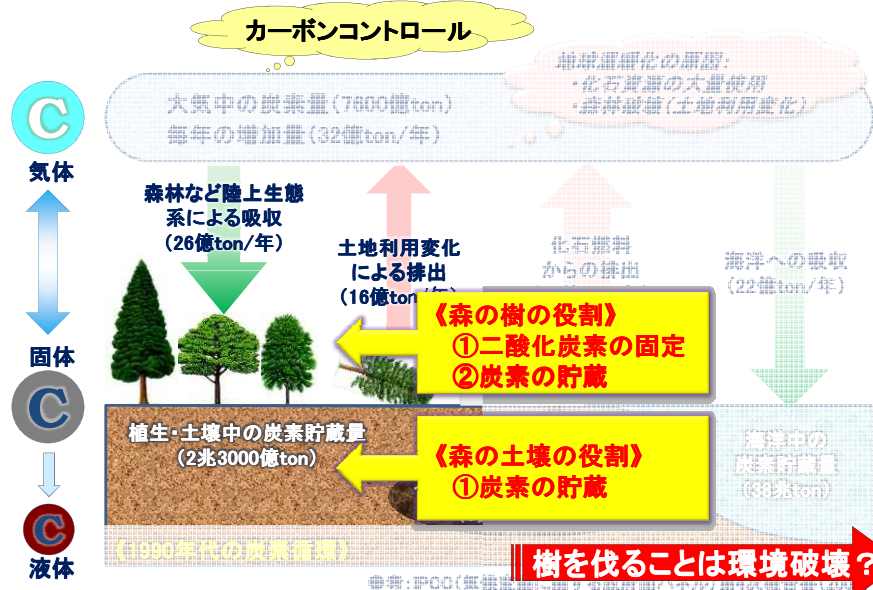 カーボンコントロール
地球温暖化の原因:
・化石資源の大量使用
・森林破壊(土地利用変化)
大気中の炭素量(7600億ton)
毎年の増加量(32億ton/年)
C
気体
森林など陸上生態
系による吸収
(26億ton/年)
土地利用変化
による排出
(16億ton/年)
化石燃料
からの排出
海洋への吸収
(22億ton/年)
《森の樹の役割》
①二酸化炭素の固定
②炭素の貯蔵
固体
C
植生・土壌中の炭素貯蔵量
(2兆3000億ton)
《森の土壌の役割》
①炭素の貯蔵
海洋中の
炭素貯蔵量
(38兆ton)
C
液体
《1990年代の炭素循環》
樹を伐ることは環境破壊?
参考:IPCC(気候変動に